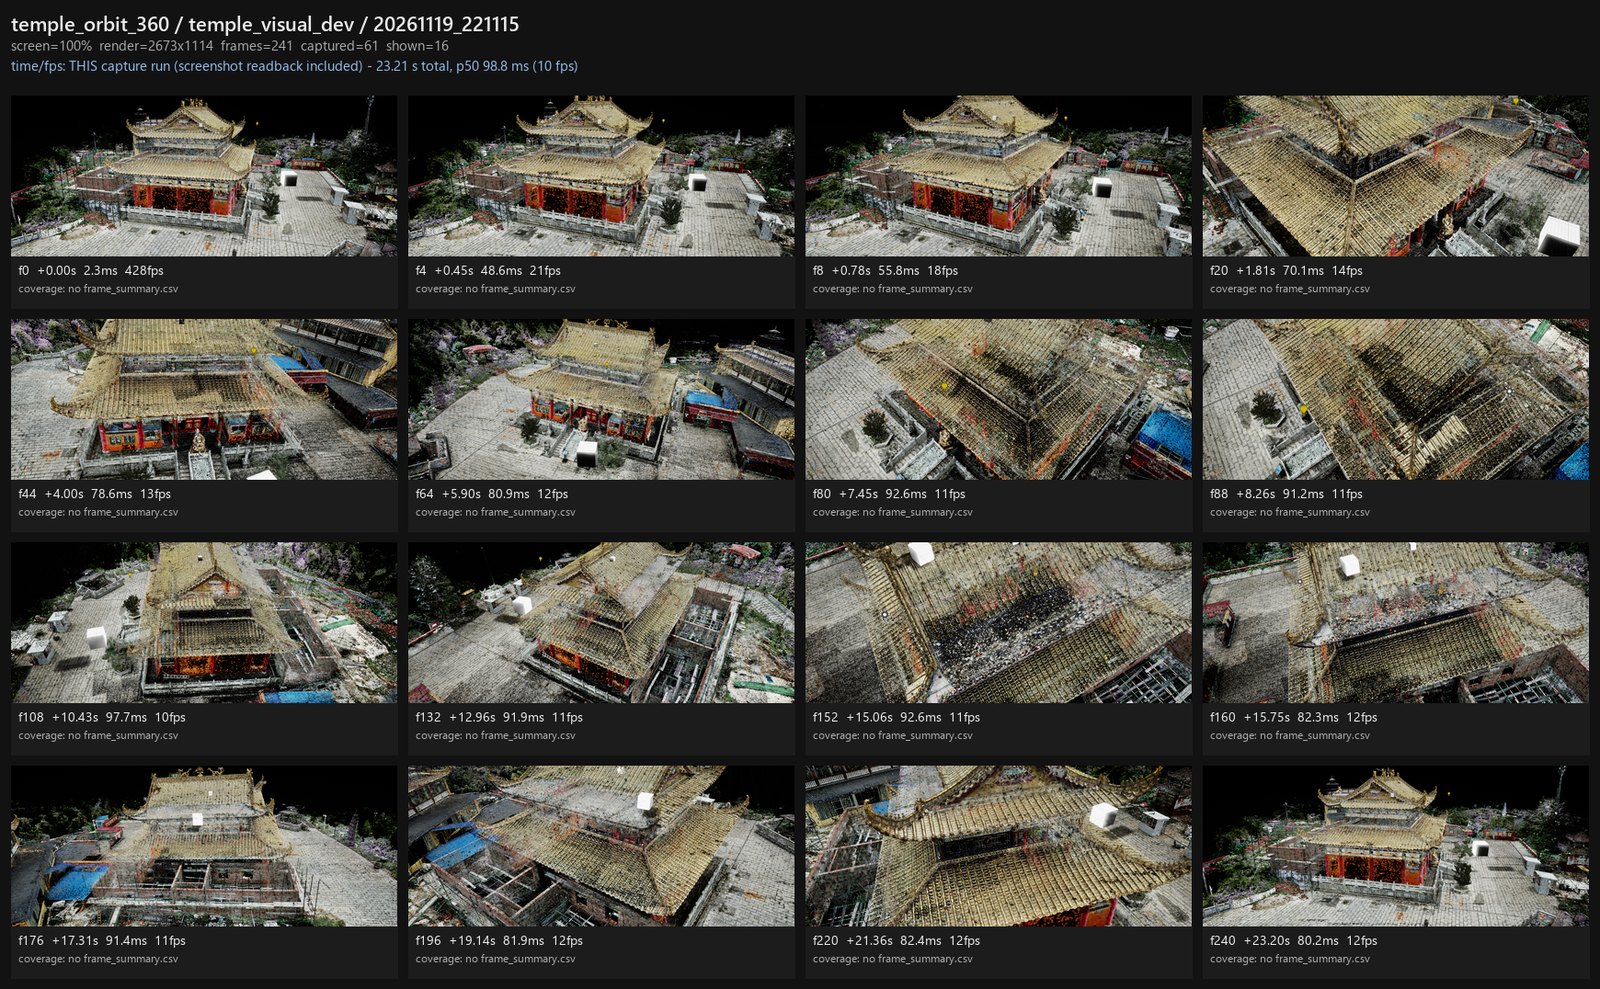 temple_orbit_360 / temple_visual_dev / 20261119_221115
screen=100% render=2673x1114 frames=241 captured=61 shown=16
time/fps: THIS capture run (screenshot readback included) - 23.21 s total, p50 98.8 ms (10 fps)
f0 +0.00s 2.3ms 428fps
coverage: no frame_summary.csv
f4 +0.45s 48.6ms 21fps
coverage: no frame_summary.csv
f8 +0.78s 55.8ms 18fps
coverage: no frame_summary.csv
f20 +1.81s 70.1ms 14fps
coverage: no frame_summary.csv
f44 +4.00s 78.6ms 13fps
coverage: no frame_summary.csv
f64 +5.90s 80.9ms 12fps
coverage: no frame_summary.csv
f80 +7.45s 92.6ms 11fps
coverage: no frame_summary.csv
f88 +8.26s 91.2ms 11fps
coverage: no frame_summary.csv
f108 +10.43s 97.7ms 10fps
coverage: no frame_summary.csv
f132 +12.96s 91.9ms 11fps
coverage: no frame_summary.csv
f152 +15.06s 92.6ms 11fps
coverage: no frame_summary.csv
f160 +15.75s 82.3ms 12fps
coverage: no frame_summary.csv
f176 +17.31s 91.4ms 11fps
coverage: no frame_summary.csv
f196 +19.14s 81.9ms 12fps
coverage: no frame_summary.csv
f220 +21.36s 82.4ms 12fps
coverage: no frame_summary.csv
f240 +23.20s 80.2ms 12fps
coverage: no frame_summary.csv